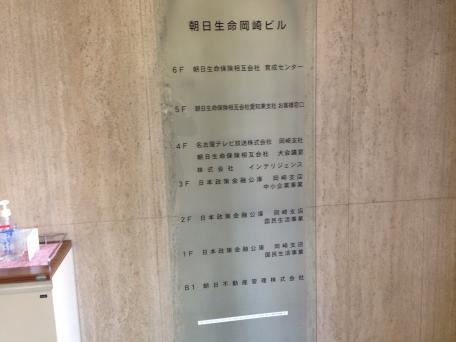 朝日生命岡崎ビル
6F 朝日生命保険相互会社 育成センター
5F 朝日生命保険相互会社愛知東支社 お客様窓口
4F 名古屋テレビ放送株式会社 岡崎支社
朝日生命保険相互会社 大会議室
株式会社 インテリジェンス
3F 日本政策金融公庫 岡崎支店
中小企業事業
2F 日本政策金融公庫 岡崎支店
国民生活事業
1F 日本政策金融公庫 岡崎支店
国民生活事業
B1 朝日不動産管理株式会社